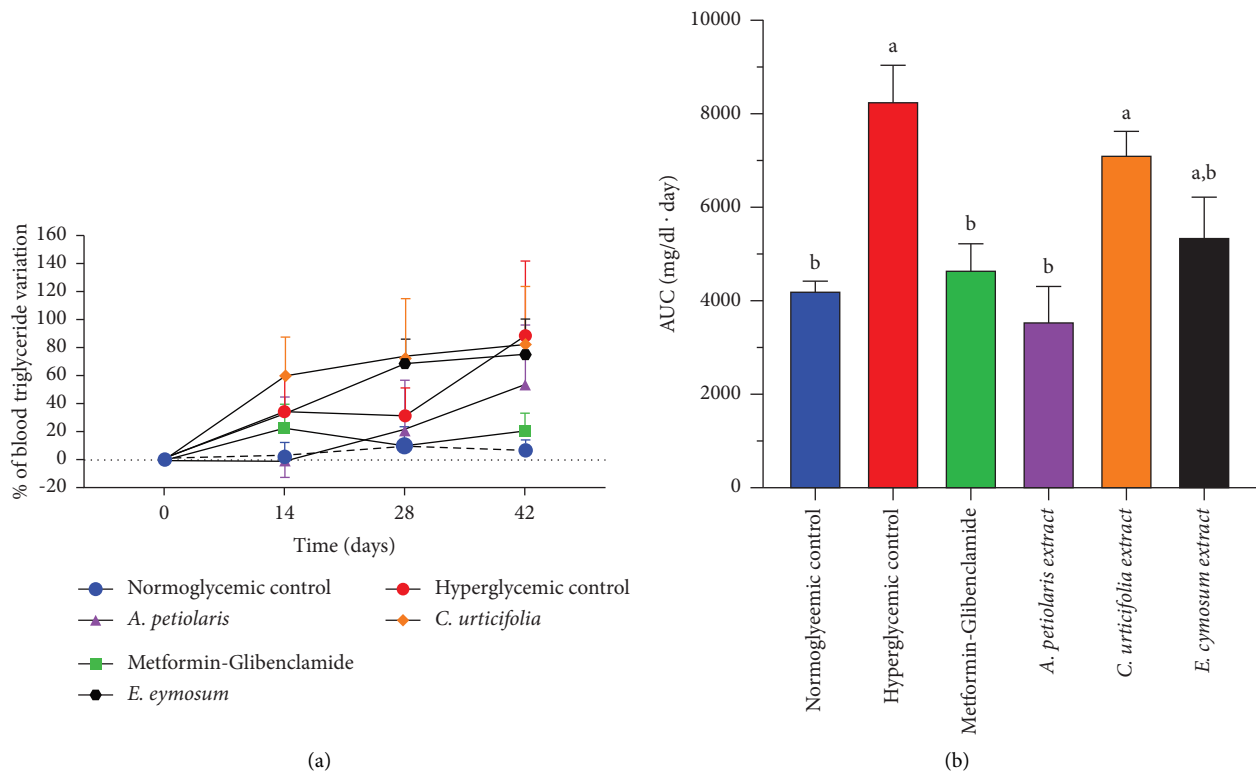 % of blood triglyceride variation
160
140
120
100
80
60
40
20
0
-20
0 14 28 42
Time (days)
Normoglycemic control
Hyperglycemic control
A. petiolaris
C. urticifolia
Metformin-Glibenclamide
E. eymosum
(a)
AUC (mg/dl · day)
10000
8000
6000
4000
2000
0
b
a
b
b
a
a,b
Normoglyeemic control
Hyperglycemic control
Metformin-Glibenclamide
A. petiolaris extract
C. urticifolia extract
E. cymosum extract
(b)